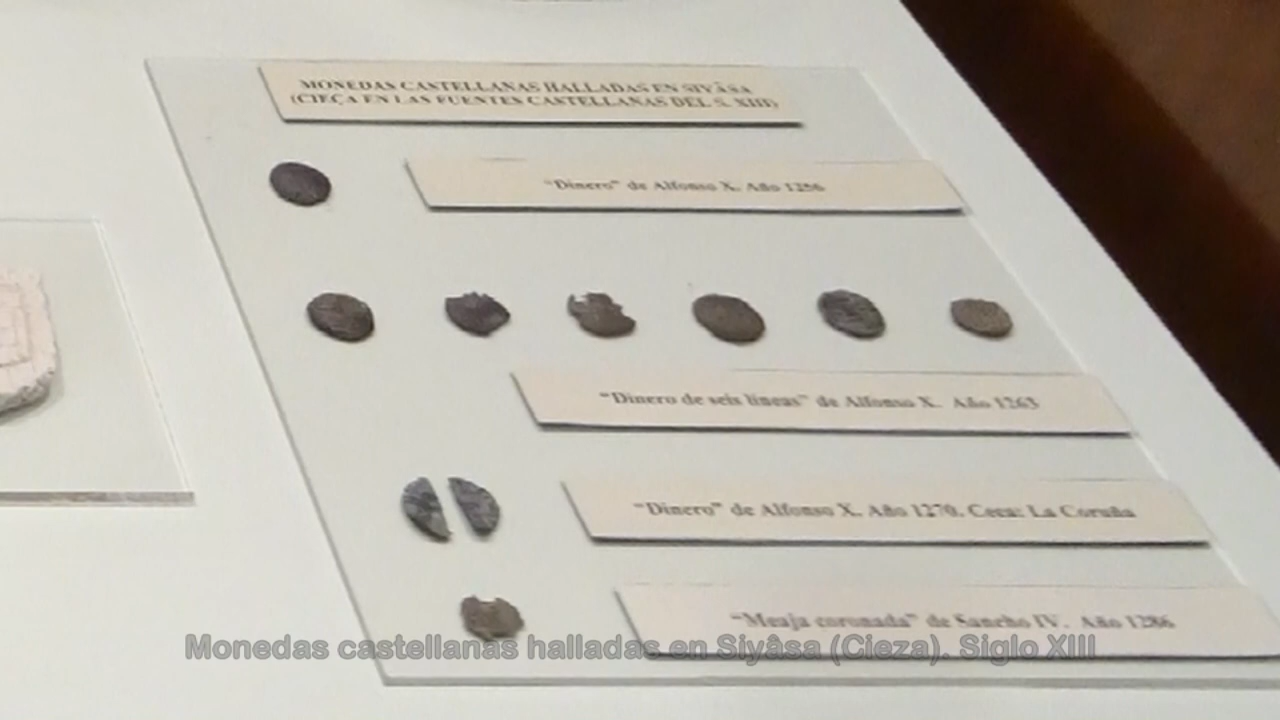 MONEDAS CASTELLANAS HALLADAS EN SIYÂSA
(CIEÇA EN LAS FUENTES CASTELLANAS DEL S. XIII)
“Dinero” de Alfonso X. Año 1256
“Dinero de seis líneas” de Alfonso X. Año 1263
“Dinero” de Alfonso X. Año 1270. Ceca: La Coruña
“Meaja coronada” de Sancho IV. Año 1286
Monedas castellanas halladas en Siyâsa (Cieza). Siglo XIII